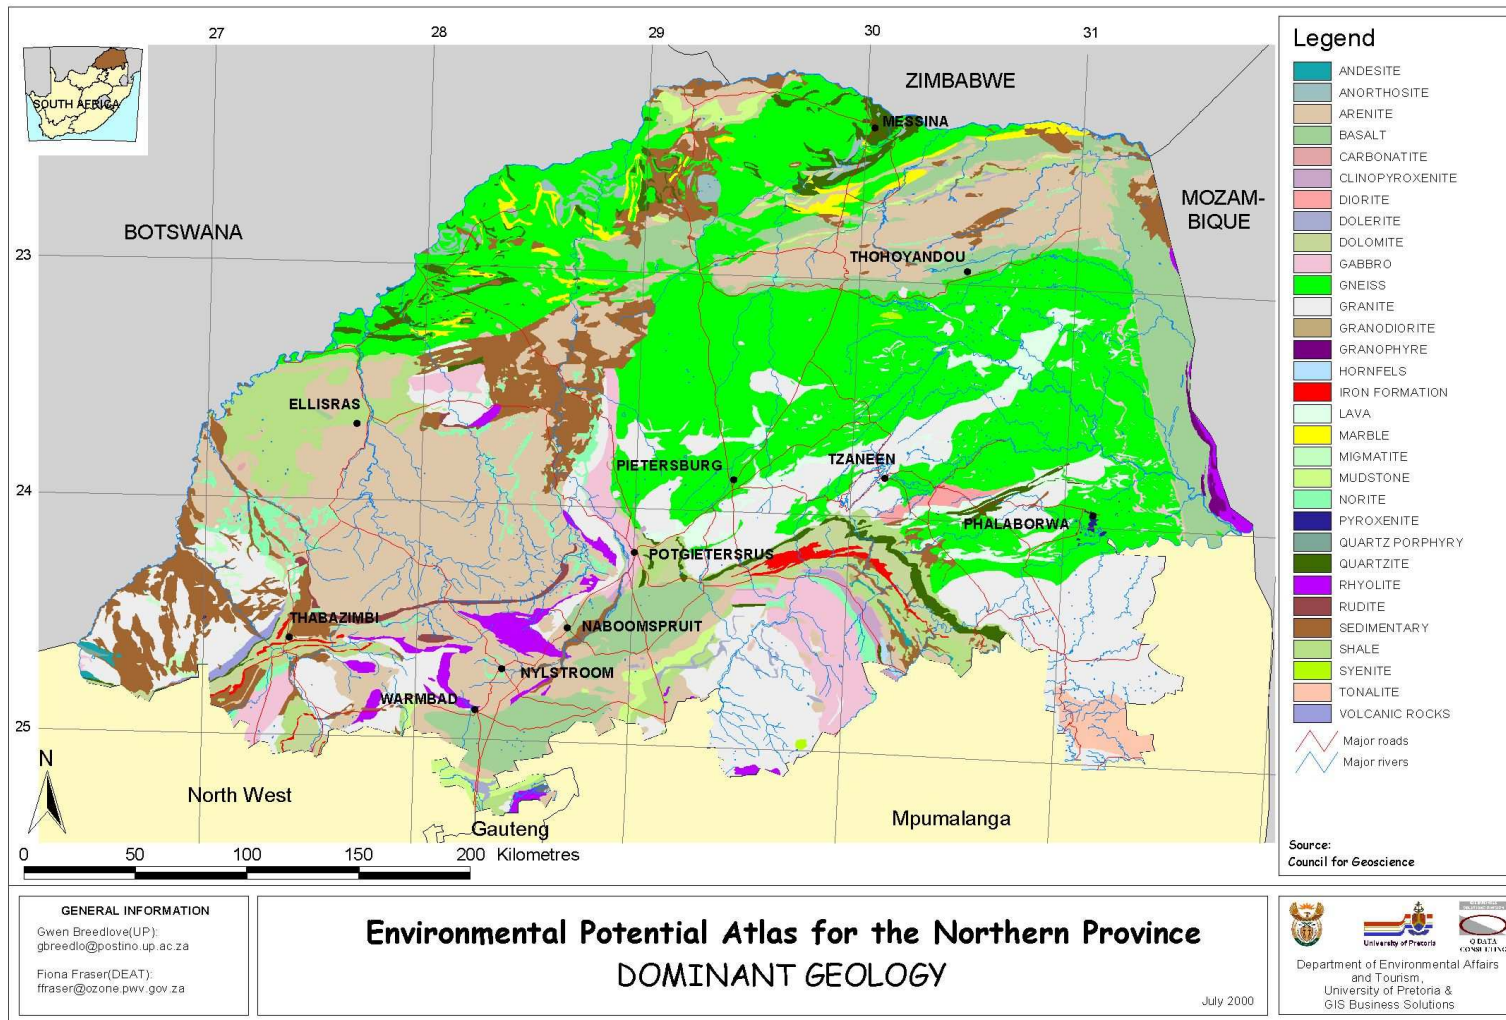 27
28
29
30
31
ZIMBABWE
SOUTH AFRICA
MESSINA
MOZAM-
BIQUE
BOTSWANA
23
THOHOYANDOU
ELLISRAS
PIETERSBURG
TZANEEN
24
PHALABORWA
POTGIETERSRUS
THABAZIMBI
NABOOMSPRUIT
NYLSTROOM
WARMBAD
25
N
North West
Gauteng
Mpumalanga
0 50 100 150 200 Kilometres
Legend
ANDESITE
ANORTHOSITE
ARENITE
BASALT
CARBONATITE
CLINOPYROXENITE
DIORITE
DOLERITE
DOLOMITE
GABBRO
GNEISS
GRANITE
GRANODIORITE
GRANOPHYRE
HORNFELS
IRON FORMATION
LAVA
MARBLE
MIGMATITE
MUDSTONE
NORITE
PYROXENITE
QUARTZ PORPHYRY
QUARTZITE
RHYOLITE
RUDITE
SEDIMENTARY
SHALE
SYENITE
TONALITE
VOLCANIC ROCKS
Major roads
Major rivers
Source:
Council for Geoscience
GENERAL INFORMATION
Gwen Breedlove(UP):
gbreedlo@postino.up.ac.za
Fiona Fraser(DEAT):
ffraser@ozone.pwv.gov.za
Environmental Potential Atlas for the Northern Province
DOMINANT GEOLOGY
July 2000
University of Pretoria
Q DATA
CONSULTING
Department of Environmental Affairs
and Tourism,
University of Pretoria &
GIS Business Solutions